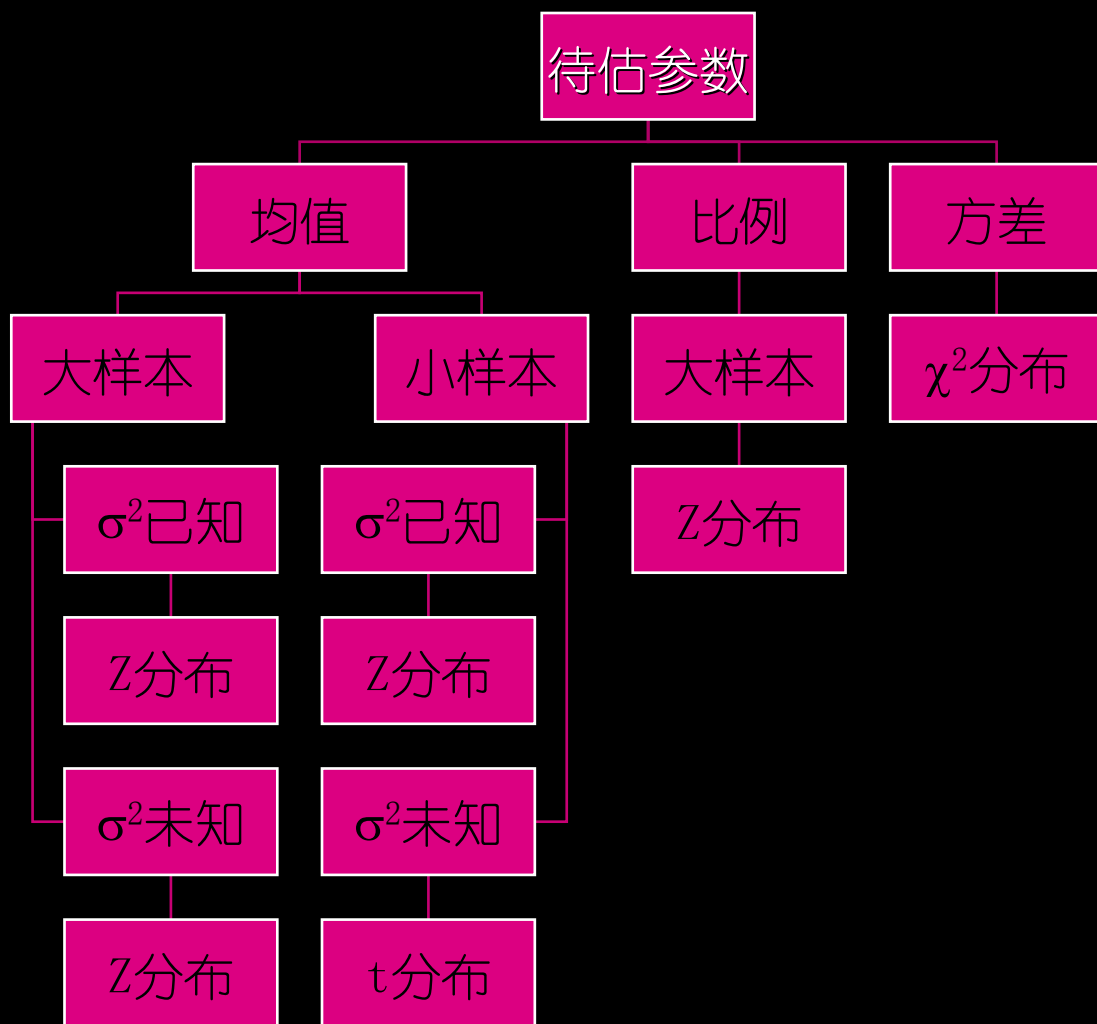 待估参数
均值
比例
方差
大样本
小样本
大样本
χ²分布
σ²已知
σ²已知
Z分布
Z分布
Z分布
σ²未知
σ²未知
Z分布
t分布